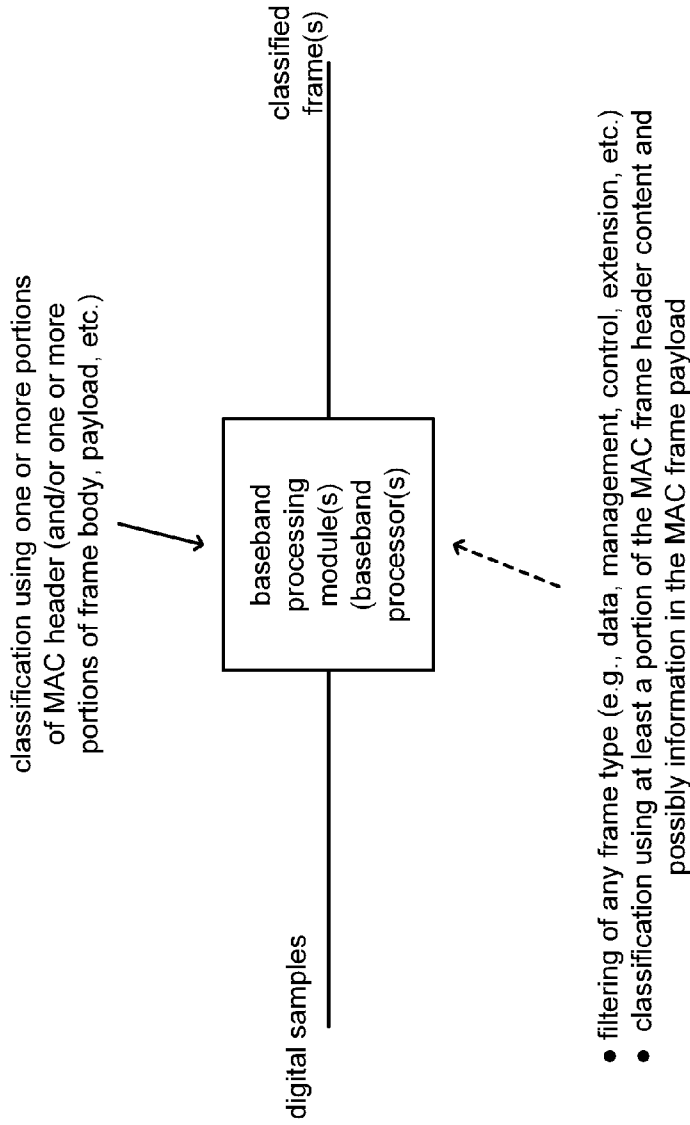 classification using one or more portions
of MAC header (and/or one or more
portions of frame body, payload, etc.)
digital samples
baseband
processing
module(s)
(baseband
processor(s)
classified
frame(s)
● filtering of any frame type (e.g., data, management, control, extension, etc.)
● classification using at least a portion of the MAC frame header content and
possibly information in the MAC frame payload